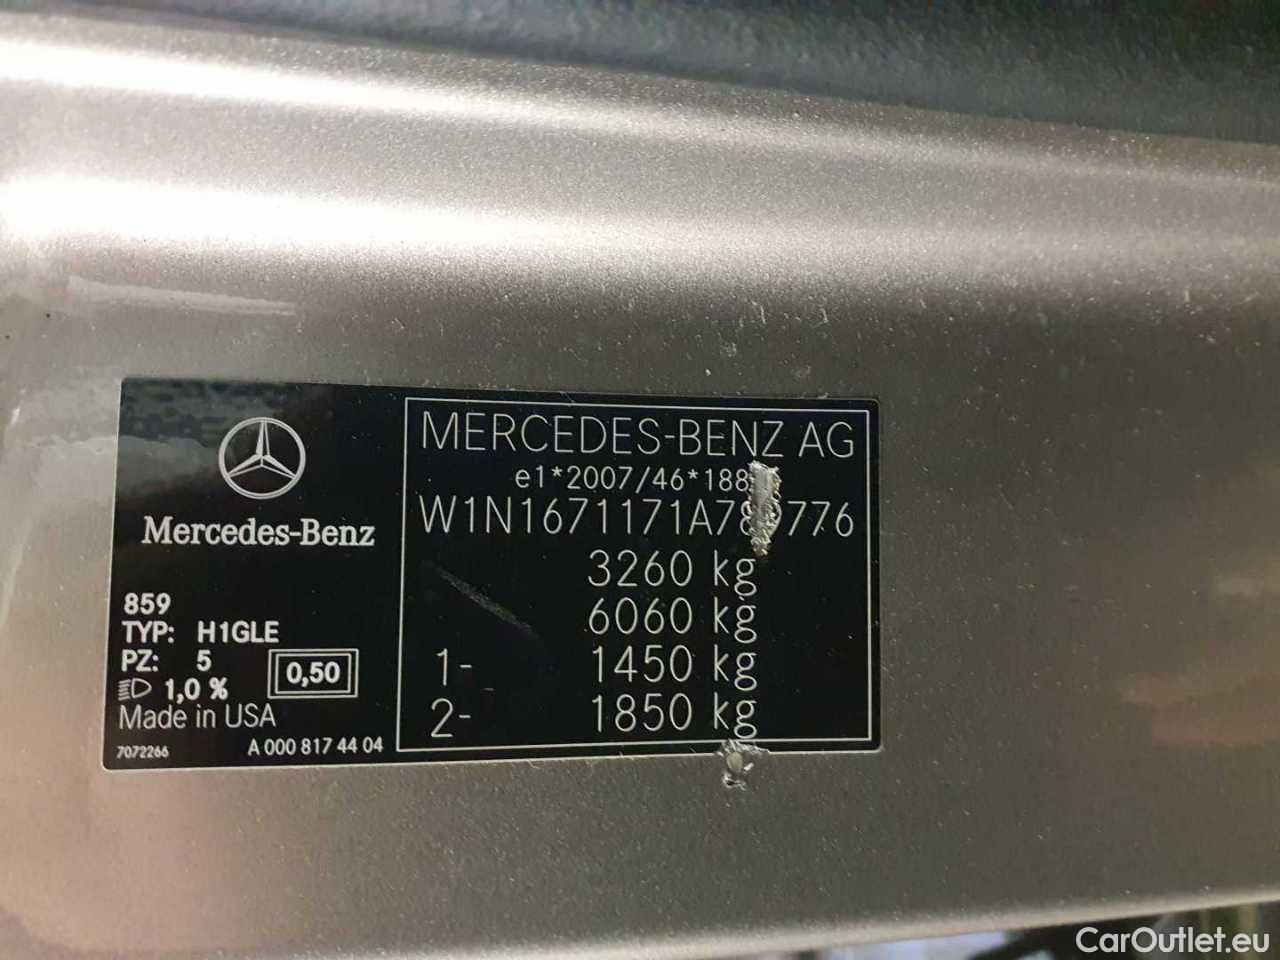 MERCEDES-BENZ AG
3260 kg
6060 kg
1- 1450 kg
2- 1850 kg
Mercedes-Benz
859
TYP: H1GLE
PZ: 5
1,0 % 0,50
Made in USA
7072266 A 000 817 44 04
CarOutlet.eu